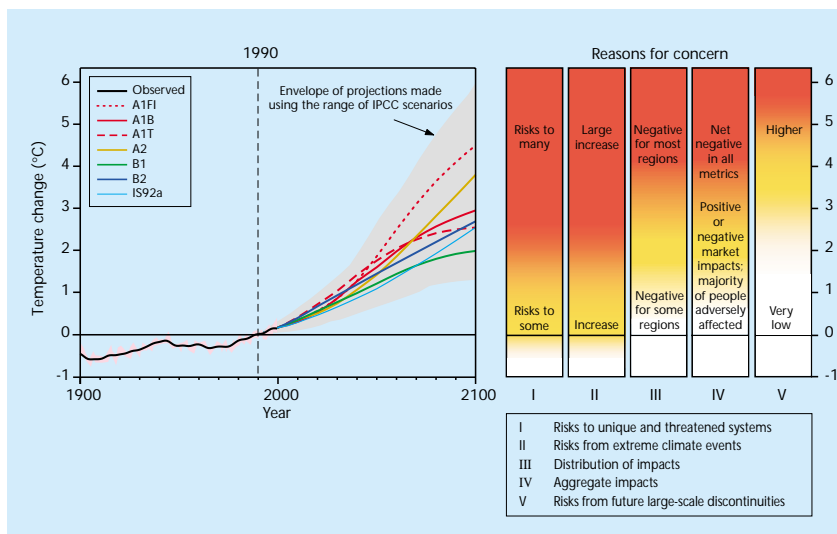 1990
Reasons for concern
6
5
4
3
2
1
0
-1
Temperature change (°C)
Observed
A1FI
A1B
A1T
A2
B1
B2
IS92a
Envelope of projections made
using the range of IPCC scenarios
1900
2000
2100
Year
Risks to
many
Risks to
some
Large
increase
Increase
Negative
for most
regions
Negative
for some
regions
Net
negative
in all
metrics
Positive
or
negative
market
impacts;
majority
of people
adversely
affected
Higher
Very
low
6
5
4
3
2
1
0
-1
I
II
III
IV
V
I Risks to unique and threatened systems
II Risks from extreme climate events
III Distribution of impacts
IV Aggregate impacts
V Risks from future large-scale discontinuities